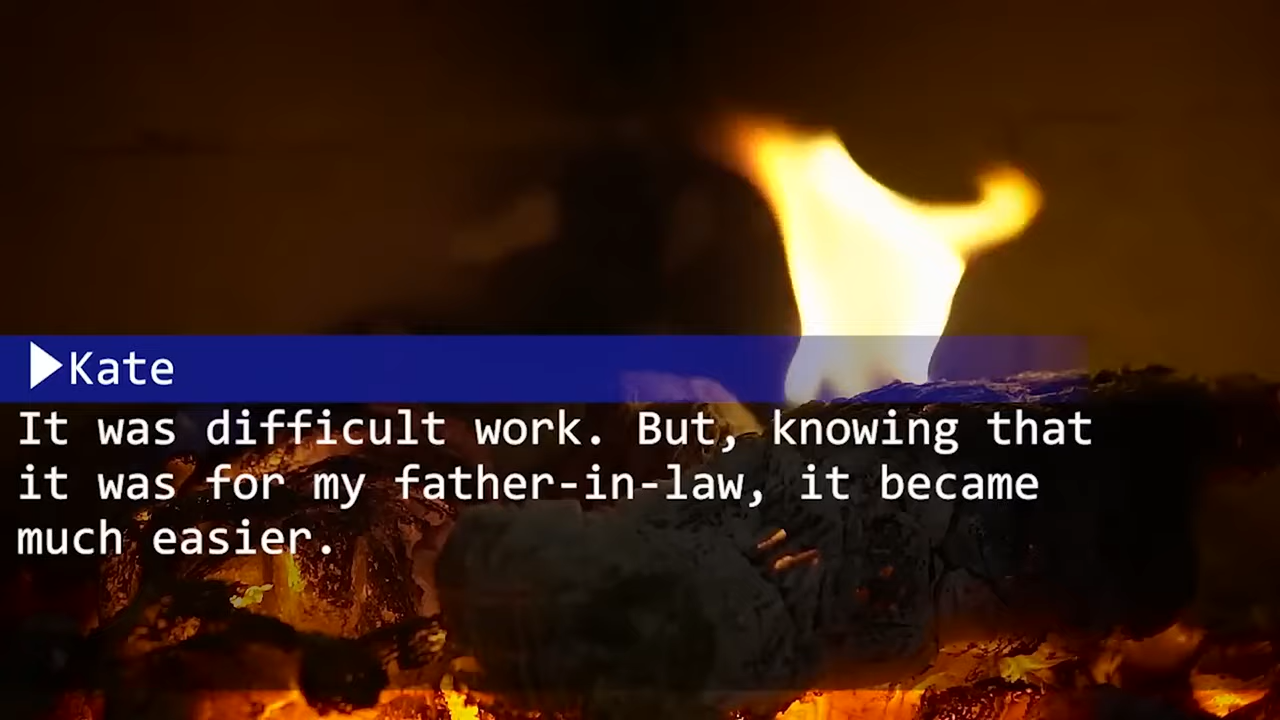 ▶Kate
It was difficult work. But, knowing that
it was for my father-in-law, it became
much easier.